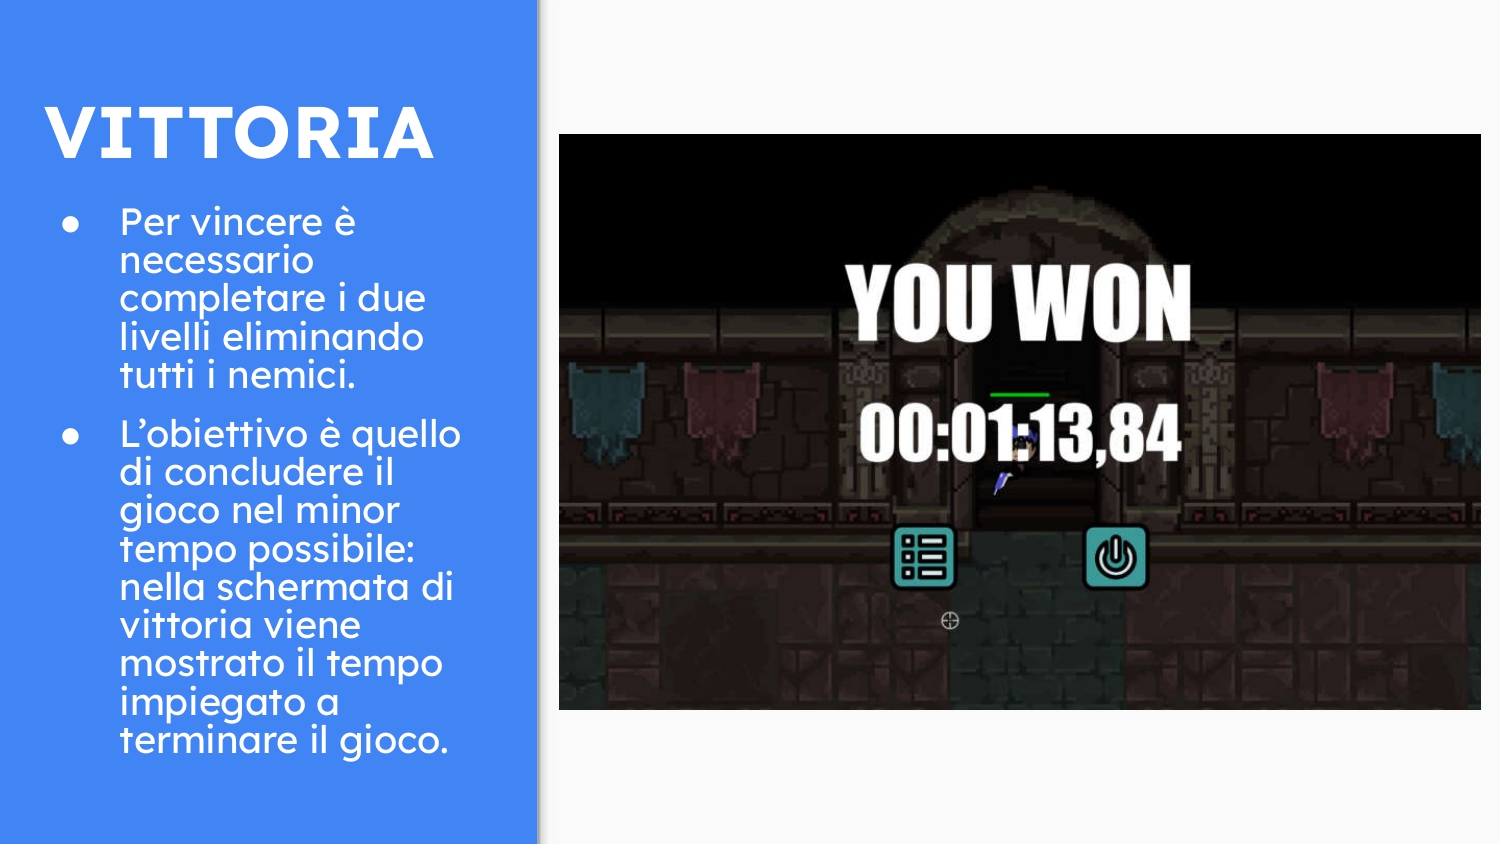 VITTORIA
● Per vincere è
necessario
completare i due
livelli eliminando
tutti i nemici.
● L’obiettivo è quello
di concludere il
gioco nel minor
tempo possibile:
nella schermata di
vittoria viene
mostrato il tempo
impiegato a
terminare il gioco.
YOU WON
00:01:13,84